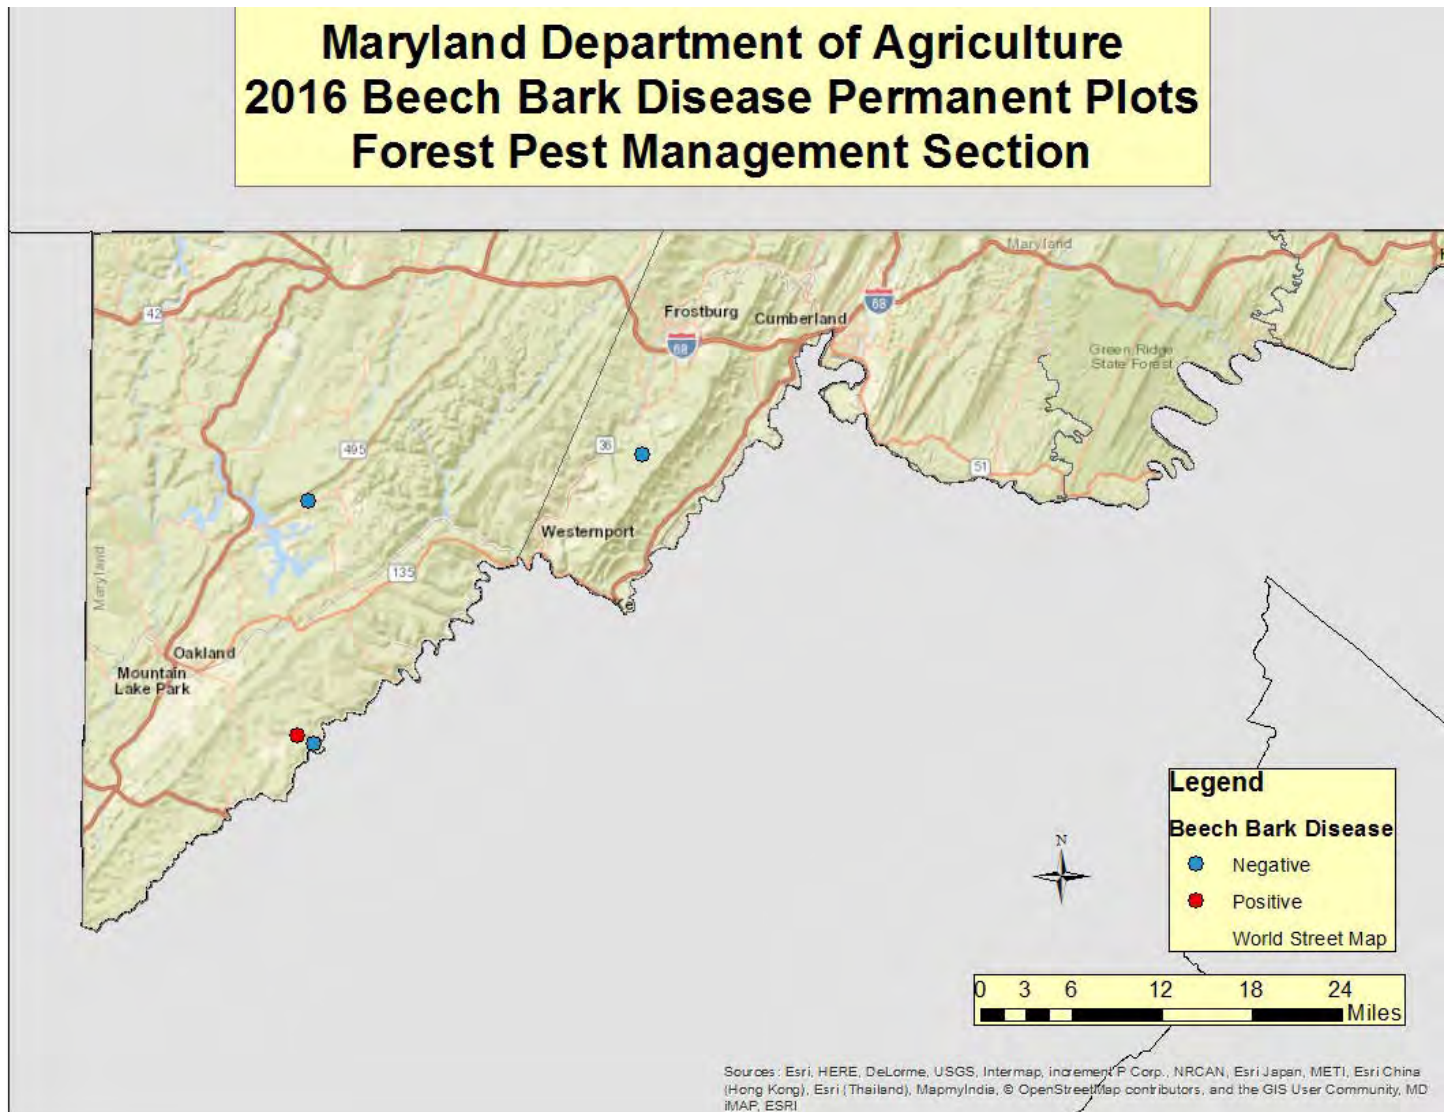 Maryland Department of Agriculture
2016 Beech Bark Disease Permanent Plots
Forest Pest Management Section
Maryland
42
68
Frostburg
Cumberland
68
Green Ridge
State Forest
495
36
51
Westernport
Maryland
135
Ke
Oakland
Mountain
Lake Park
Legend
Beech Bark Disease
Negative
Positive
World Street Map
N
0 3 6 12 18 24
Miles
Sources: Esri, HERE, DeLorme, USGS, Intermap, increment P Corp., NRCAN, Esri Japan, METI, Esri China
(Hong Kong), Esri (Thailand), MapmyIndia, © OpenStreetMap contributors, and the GIS User Community, MD
iMAP, ESRI